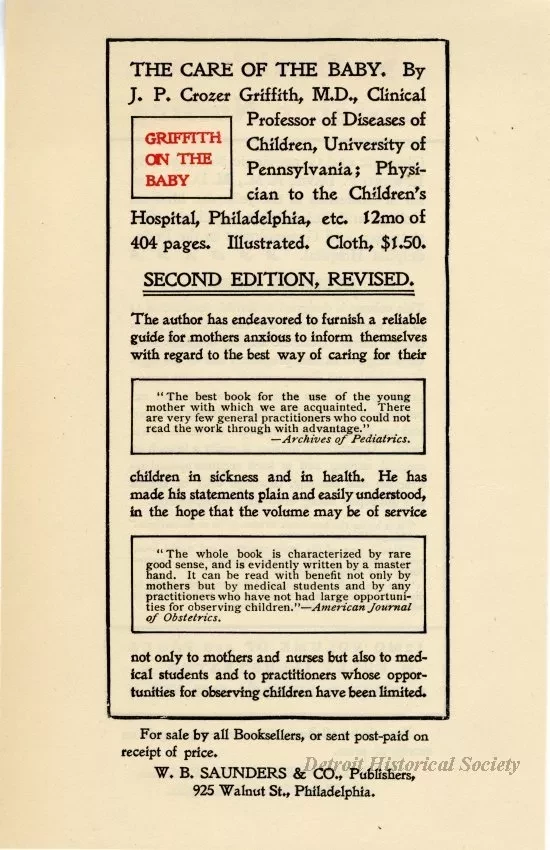 THE CARE OF THE BABY. By
J. P. Crozer Griffith, M.D., Clinical
GRIFFITH
ON THE
BABY
Professor of Diseases of
Children, University of
Pennsylvania; Physi-
cian to the Children's
Hospital, Philadelphia, etc. 12mo of
404 pages. Illustrated. Cloth, $1.50.
SECOND EDITION, REVISED.
The author has endeavored to furnish a reliable
guide for mothers anxious to inform themselves
with regard to the best way of caring for their
"The best book for the use of the young
mother with which we are acquainted. There
are very few general practitioners who could not
read the work through with advantage."
—Archives of Pediatrics.
children in sickness and in health. He has
made his statements plain and easily understood,
in the hope that the volume may be of service
"The whole book is characterized by rare
good sense, and is evidently written by a master
hand. It can be read with benefit not only by
mothers but by medical students and by any
practitioners who have not had large opportuni-
ties for observing children."—American Journal
of Obstetrics.
not only to mothers and nurses but also to med-
ical students and to practitioners whose oppor-
tunities for observing children have been limited.
For sale by all Booksellers, or sent post-paid on
receipt of price.
Detroit Historical Society
W. B. SAUNDERS & CO., Publishers,
925 Walnut St., Philadelphia.